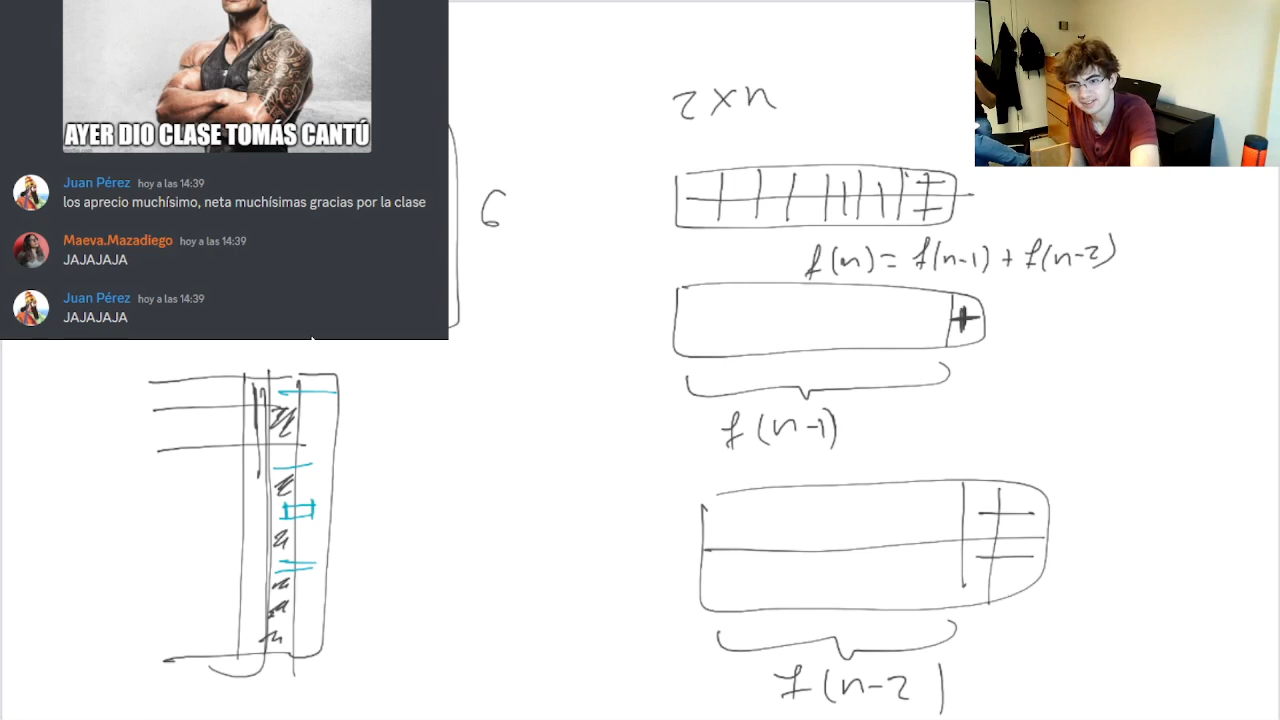 AYER DIO CLASE TOMÁS CANTÚ
Juan Pérez hoy a las 14:39
los aprecio muchísimo, neta muchísimas gracias por la clase
Maeva.Mazadiego hoy a las 14:39
JAJAJAJA
Juan Pérez hoy a las 14:39
JAJAJAJA
6
2xn
f(n) = f(n-1) + f(n-2)
f(n-1)
f(n-2)